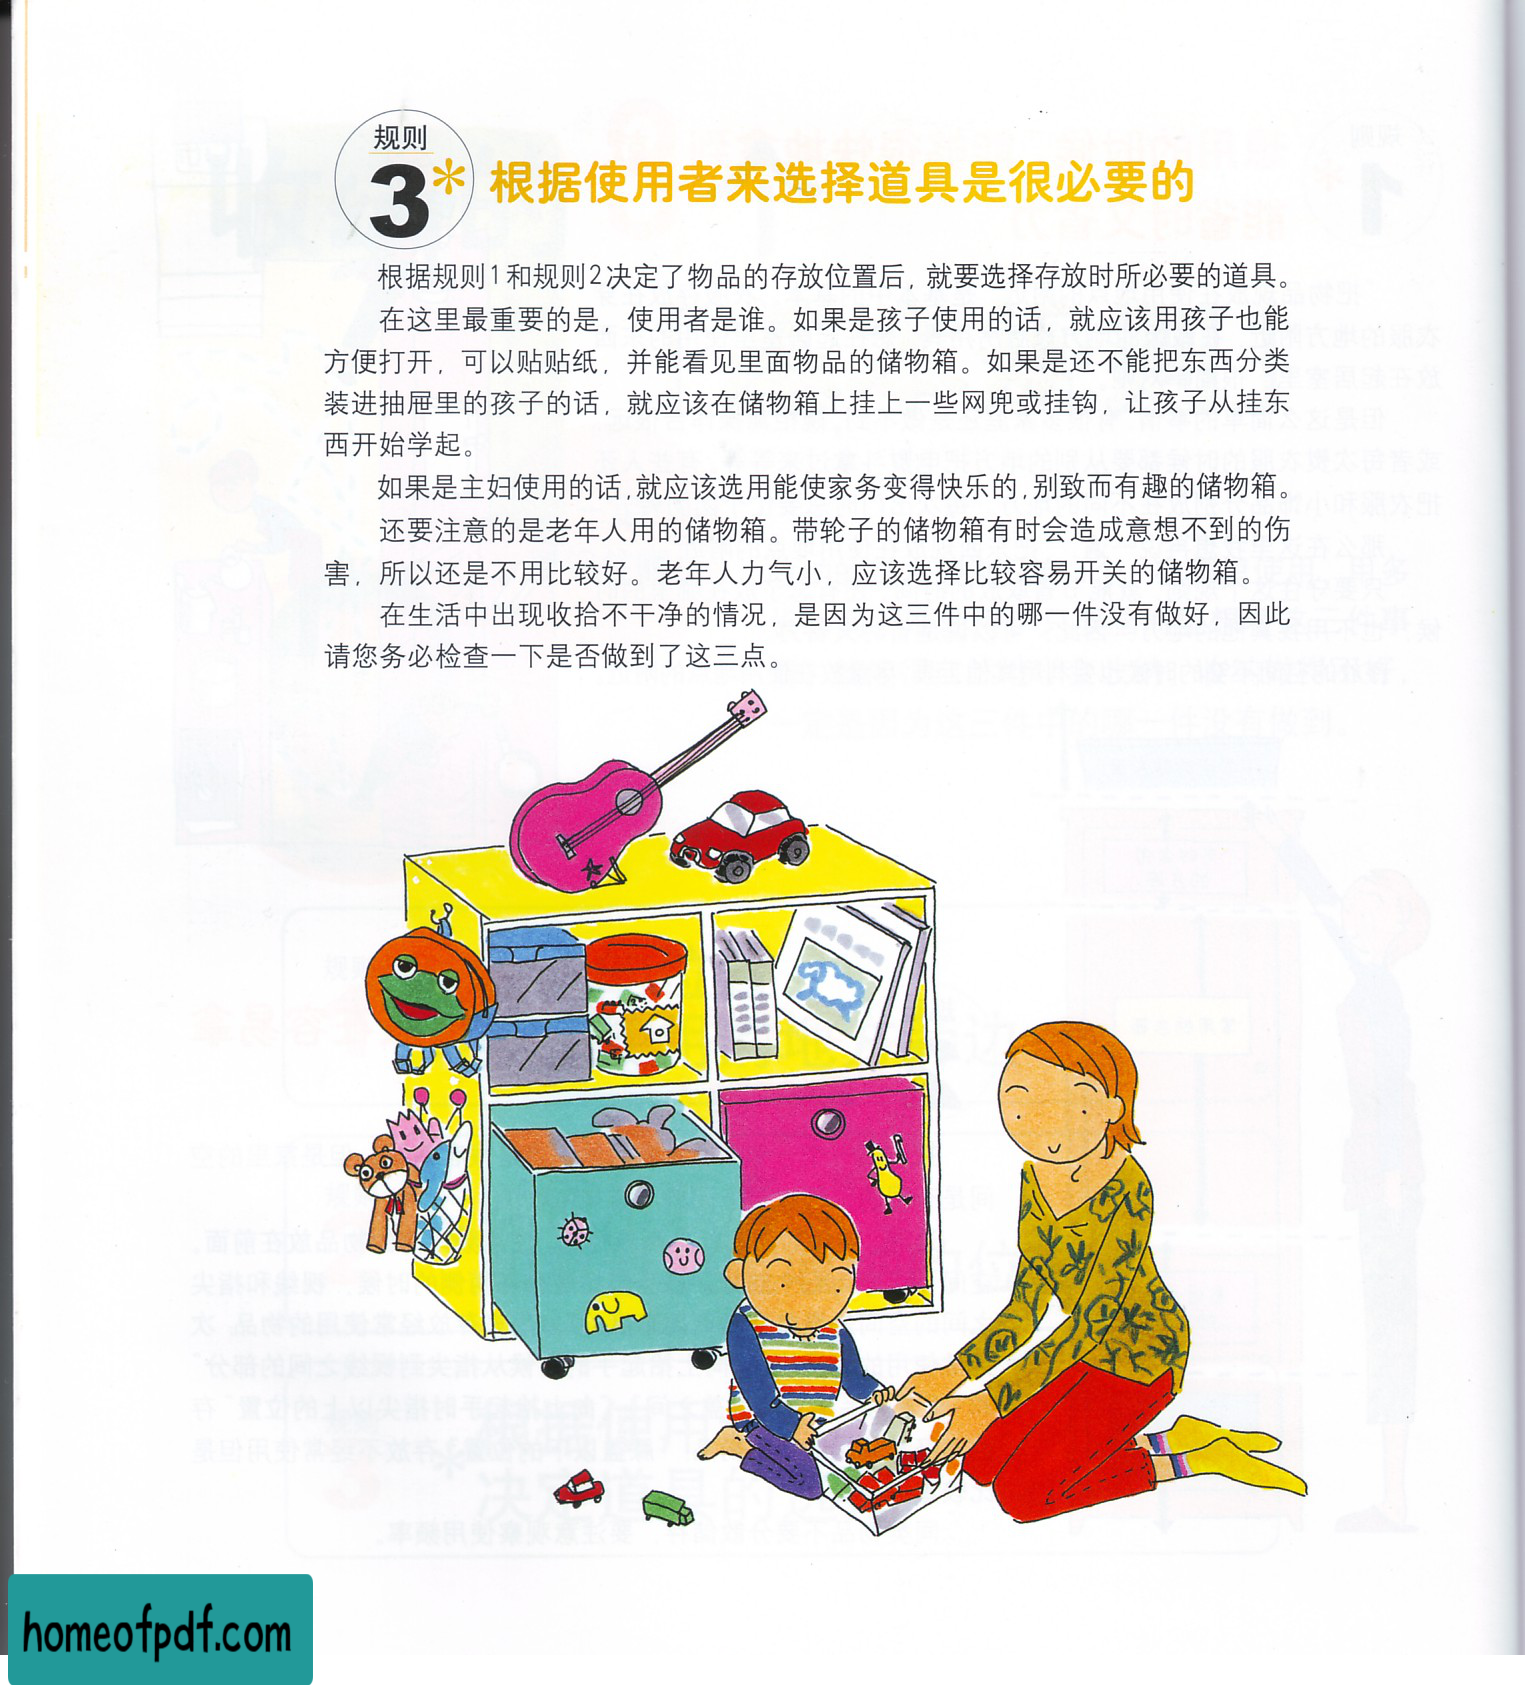 规则
3* 根据使用者来选择道具是很必要的
根据规则1和规则2决定了物品的存放位置后，就要选择存放时所必要的道具。
在这里最重要的是，使用者是谁。如果是孩子使用的话，就应该用孩子也能
方便打开，可以贴贴纸，并能看见里面物品的储物箱。如果是还不能把东西分类
装进抽屉里的孩子的话，就应该在储物箱上挂上一些网兜或挂钩，让孩子从挂东
西开始学起。
如果是主妇使用的话，就应该选用能使家务变得快乐的，别致而有趣的储物箱。
还要注意的是老年人用的储物箱。带轮子的储物箱有时会造成意想不到的伤
害，所以还是不用比较好。老年人力气小，应该选择比较容易开关的储物箱。
在生活中出现收拾不干净的情况，是因为这三件中的哪一件没有做好，因此
请您务必检查一下是否做到了这三点。
homeofpdf.com